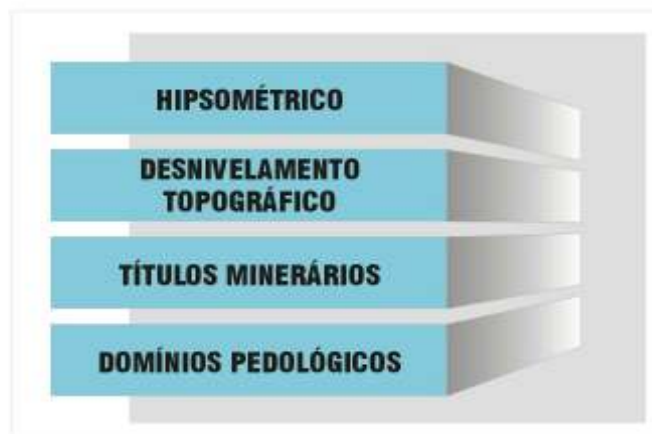 HIPSOMÉTRICO
DESNIVELAMENTO
TOPOGRÁFICO
TÍTULOS MINERÁRIOS
DOMÍNIOS PEDOLÓGICOS